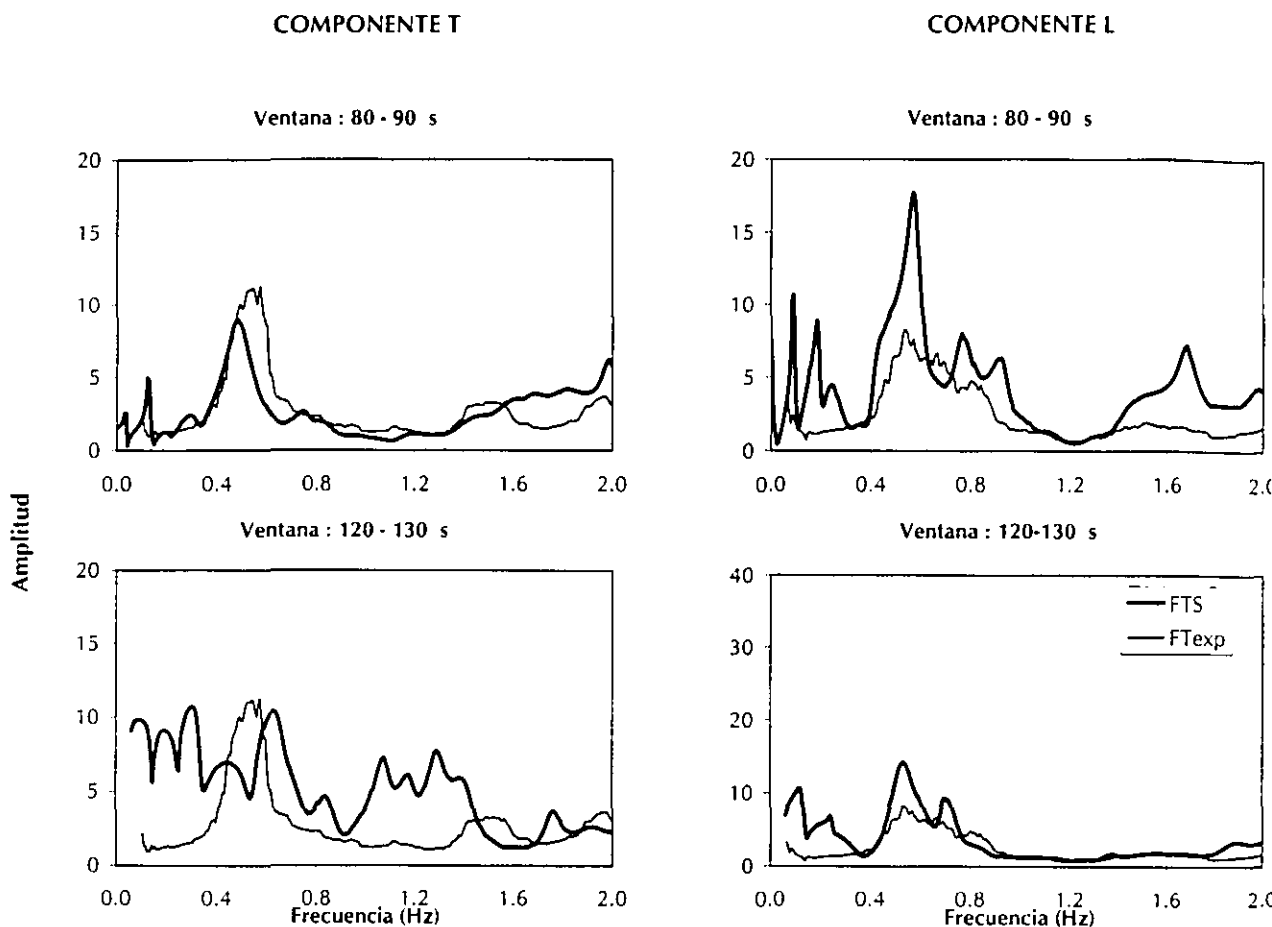 COMPONENTE T
COMPONENTE L
Ventana : 80 - 90 s
Ventana : 80 - 90 s
20
15
10
5
0
0.0 0.4 0.8 1.2 1.6 2.0
20
15
10
5
0
0.0 0.4 0.8 1.2 1.6 2.0
Amplitud
Ventana : 120 - 130 s
Ventana : 120-130 s
20
15
10
5
0
0.0 0.4 0.8 1.2 1.6 2.0
Frecuencia (Hz)
40
30
20
10
0
FTS
FTexp
0.0 0.4 0.8 1.2 1.6 2.0
Frecuencia (Hz)